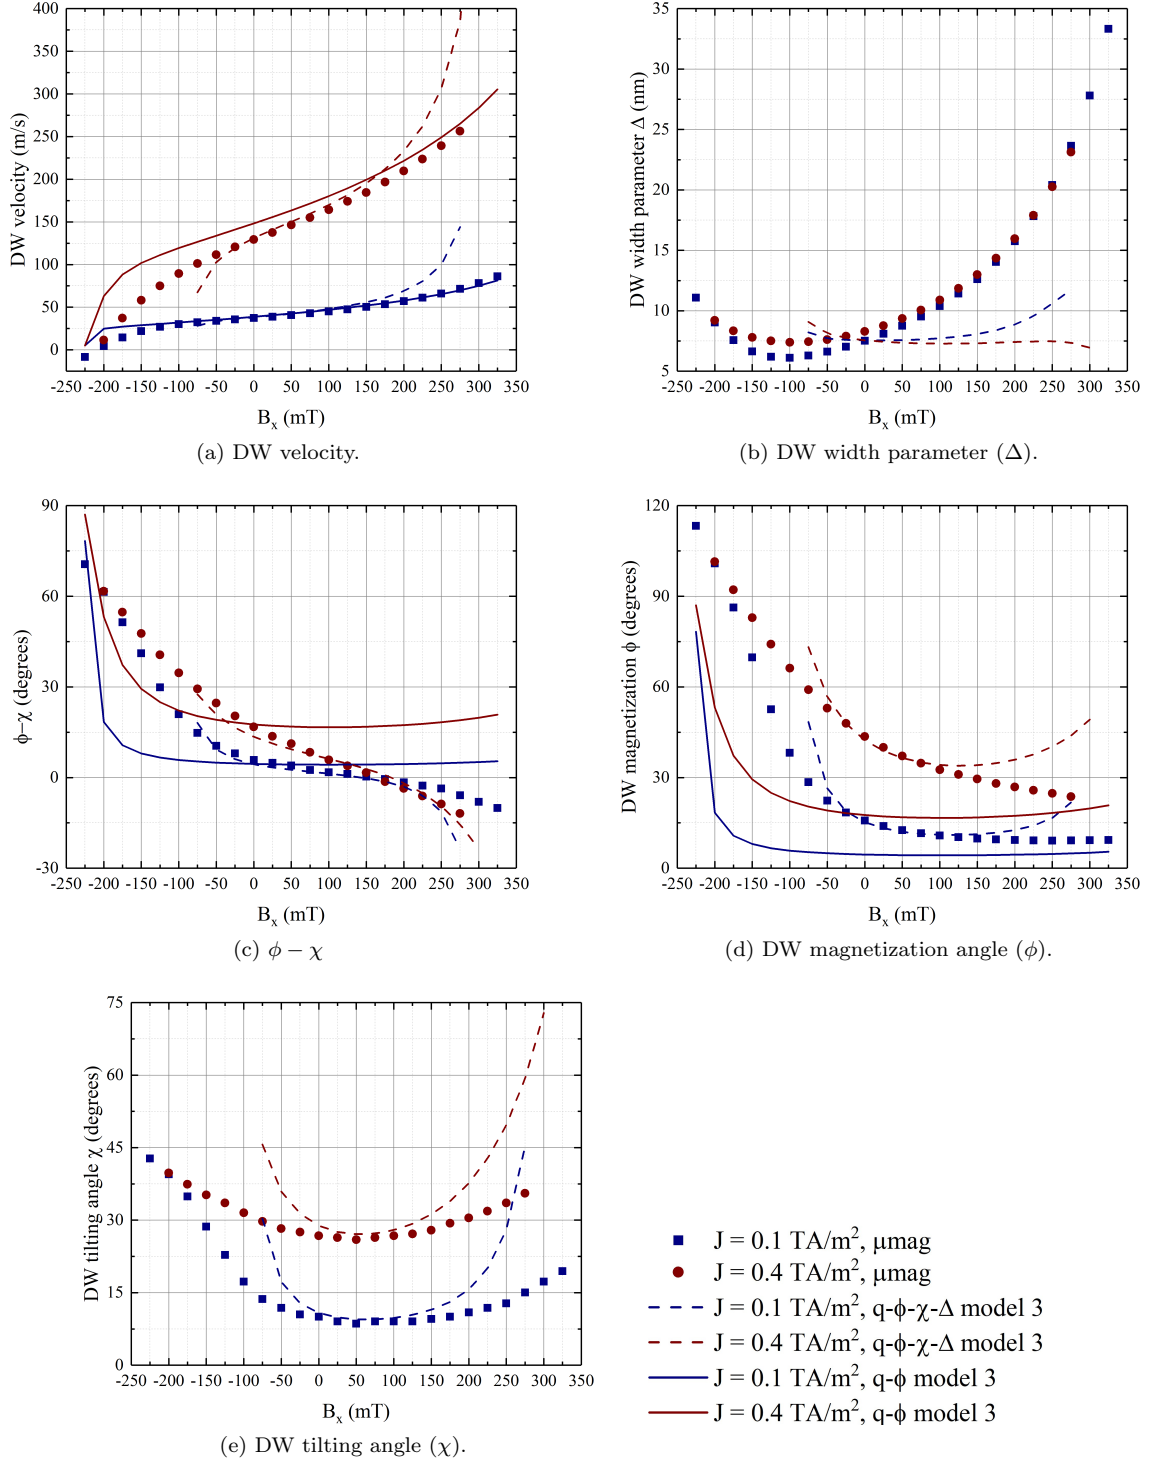 400
350
300
250
200
150
100
50
0
DW velocity (m/s)
-250 -200 -150 -100 -50 0 50 100 150 200 250 300 350
Bx (mT)
(a) DW velocity.
35
30
25
20
15
10
5
DW width parameter Δ (nm)
-250 -200 -150 -100 -50 0 50 100 150 200 250 300 350
Bx (mT)
(b) DW width parameter (Δ).
90
60
30
0
-30
ϕ−χ (degrees)
-250 -200 -150 -100 -50 0 50 100 150 200 250 300 350
Bx (mT)
(c) ϕ − χ
120
90
60
30
0
DW magnetization ϕ (degrees)
-250 -200 -150 -100 -50 0 50 100 150 200 250 300 350
Bx (mT)
(d) DW magnetization angle (ϕ).
75
60
45
30
15
0
DW tilting angle χ (degrees)
-250 -200 -150 -100 -50 0 50 100 150 200 250 300 350
Bx (mT)
(e) DW tilting angle (χ).
J = 0.1 TA/m², μmag
J = 0.4 TA/m², μmag
J = 0.1 TA/m², q-ϕ-χ-Δ model 3
J = 0.4 TA/m², q-ϕ-χ-Δ model 3
J = 0.1 TA/m², q-ϕ model 3
J = 0.4 TA/m², q-ϕ model 3